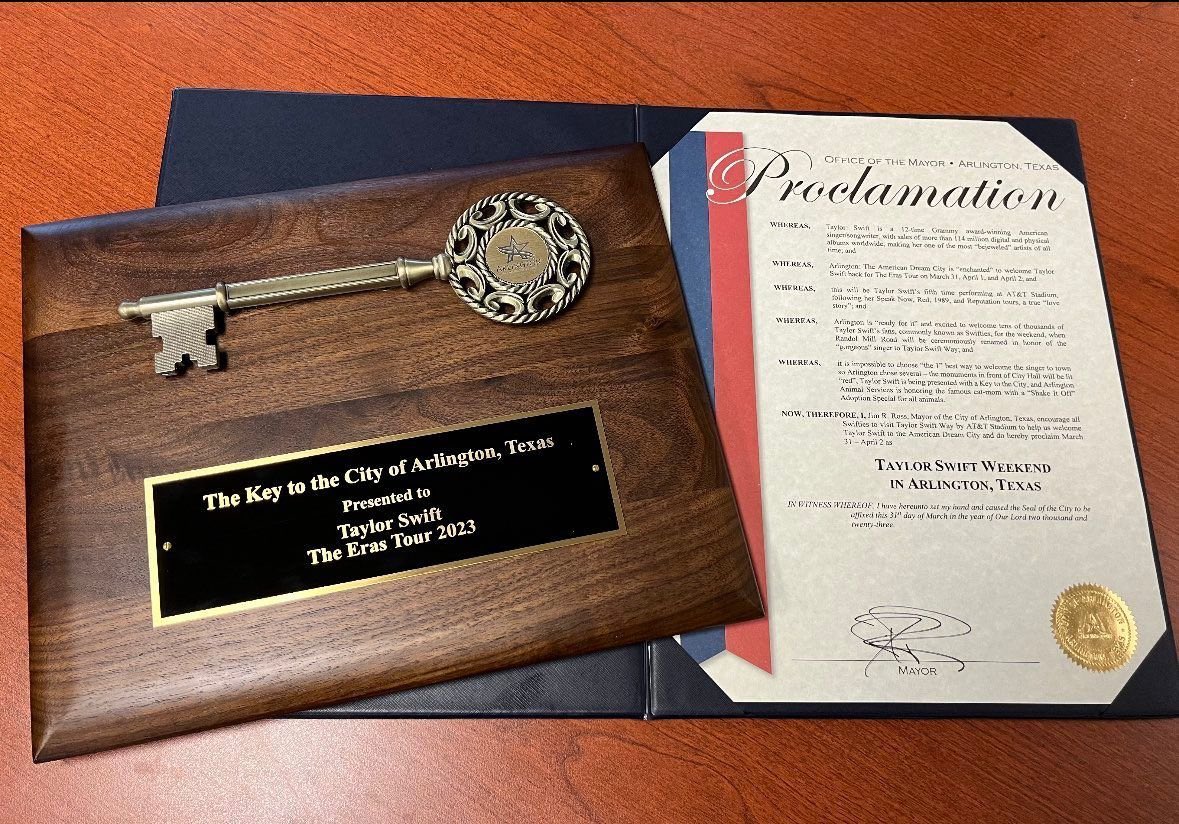 The Key to the City of Arlington, Texas
Presented to
Taylor Swift
The Eras Tour 2023
OFFICE OF THE MAYOR • ARLINGTON, TEXAS
Proclamation
WHEREAS, Taylor Swift is a 12-time Grammy award-winning American
singer/songwriter, with sales of more than 114 million digital and physical
albums worldwide, making her one of the most "bejeweled" artists of all
time; and
WHEREAS, Arlington: The American Dream City is "enchanted" to welcome Taylor
Swift back for The Eras Tour on March 31, April 1, and April 2; and
WHEREAS, this will be Taylor Swift's fifth time performing at AT&T Stadium,
following her Speak Now, Red, 1989, and Reputation tours, a true "love
story"; and
WHEREAS, Arlington is "ready for it" and excited to welcome tens of thousands of
Taylor Swift's fans, commonly known as Swifties, for the weekend, when
Randol Mill Road will be ceremoniously renamed in honor of the
"gorgeous" singer to Taylor Swift Way; and
WHEREAS, it is impossible to choose "the 1" best way to welcome the singer to town
so Arlington chose several – the monuments in front of City Hall will be lit
"red", Taylor Swift is being presented with a Key to the City, and Arlington
Animal Services is honoring the famous cat-mom with a "Shake It Off"
Adoption Special for all animals.
NOW, THEREFORE, I, Jim R. Ross, Mayor of the City of Arlington, Texas, encourage all
Swifties to visit Taylor Swift Way by AT&T Stadium to help us welcome
Taylor Swift to the American Dream City and do hereby proclaim March
31 – April 2 as
TAYLOR SWIFT WEEKEND
IN ARLINGTON, TEXAS
IN WITNESS WHEREOF, I have hereunto set my hand and caused the Seal of the City to be
affixed this 31st day of March in the year of Our Lord two thousand and
twenty-three.
MAYOR